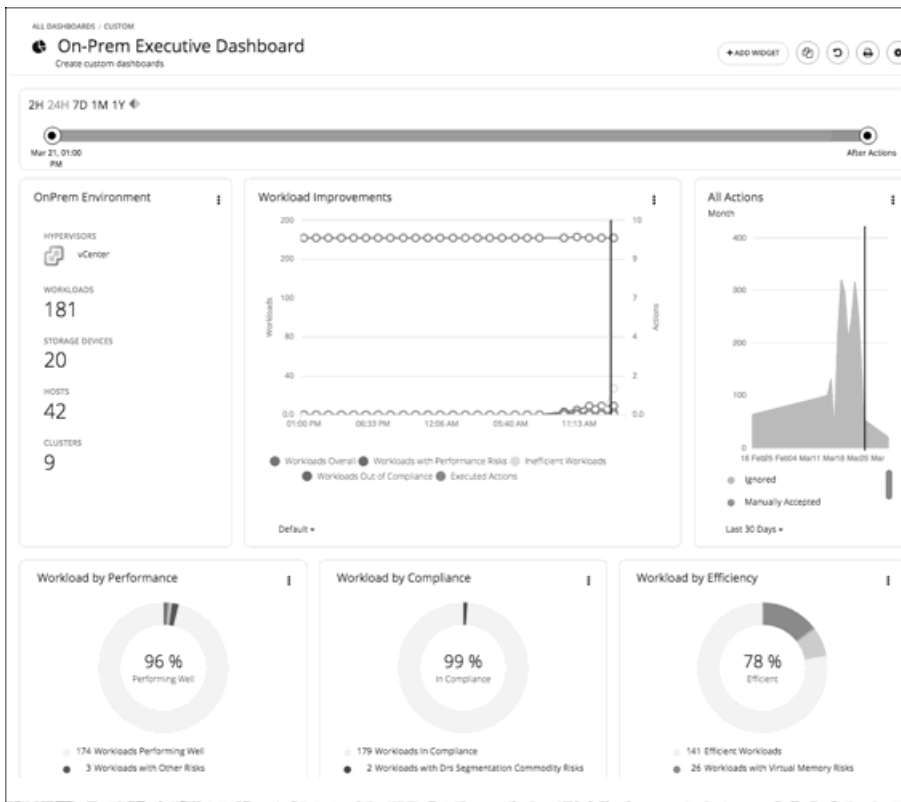 ALL DASHBOARDS / CUSTOM
On-Prem Executive Dashboard
Create custom dashboards
+ ADD WIDGET
2H 24H 7D 1M 1Y
Mar 21, 01:00
PM
After Actions
OnPrem Environment
HYPERVISORS
vCenter
WORKLOADS
181
STORAGE DEVICES
20
HOSTS
42
CLUSTERS
9
Workload Improvements
200 10
200 9
Workloads
100 7
Actions
80 4
40 2
0.0 0.0
01:00 PM 06:33 PM 12:06 AM 05:40 AM 11:13 AM
Workloads Overall Workloads with Performance Risks Inefficient Workloads
Workloads Out of Compliance Executed Actions
Default
All Actions
Month
400
300
200
100
0
18 Feb25 Feb04 Mar11 Mar18 Mar25 Mar
Ignored
Manually Accepted
Last 30 Days
Workload by Performance
96 %
Performing Well
174 Workloads Performing Well
3 Workloads with Other Risks
Workload by Compliance
99 %
In Compliance
179 Workloads In Compliance
2 Workloads with Drs Segmentation Commodity Risks
Workload by Efficiency
78 %
Efficient
141 Efficient Workloads
26 Workloads with Virtual Memory Risks